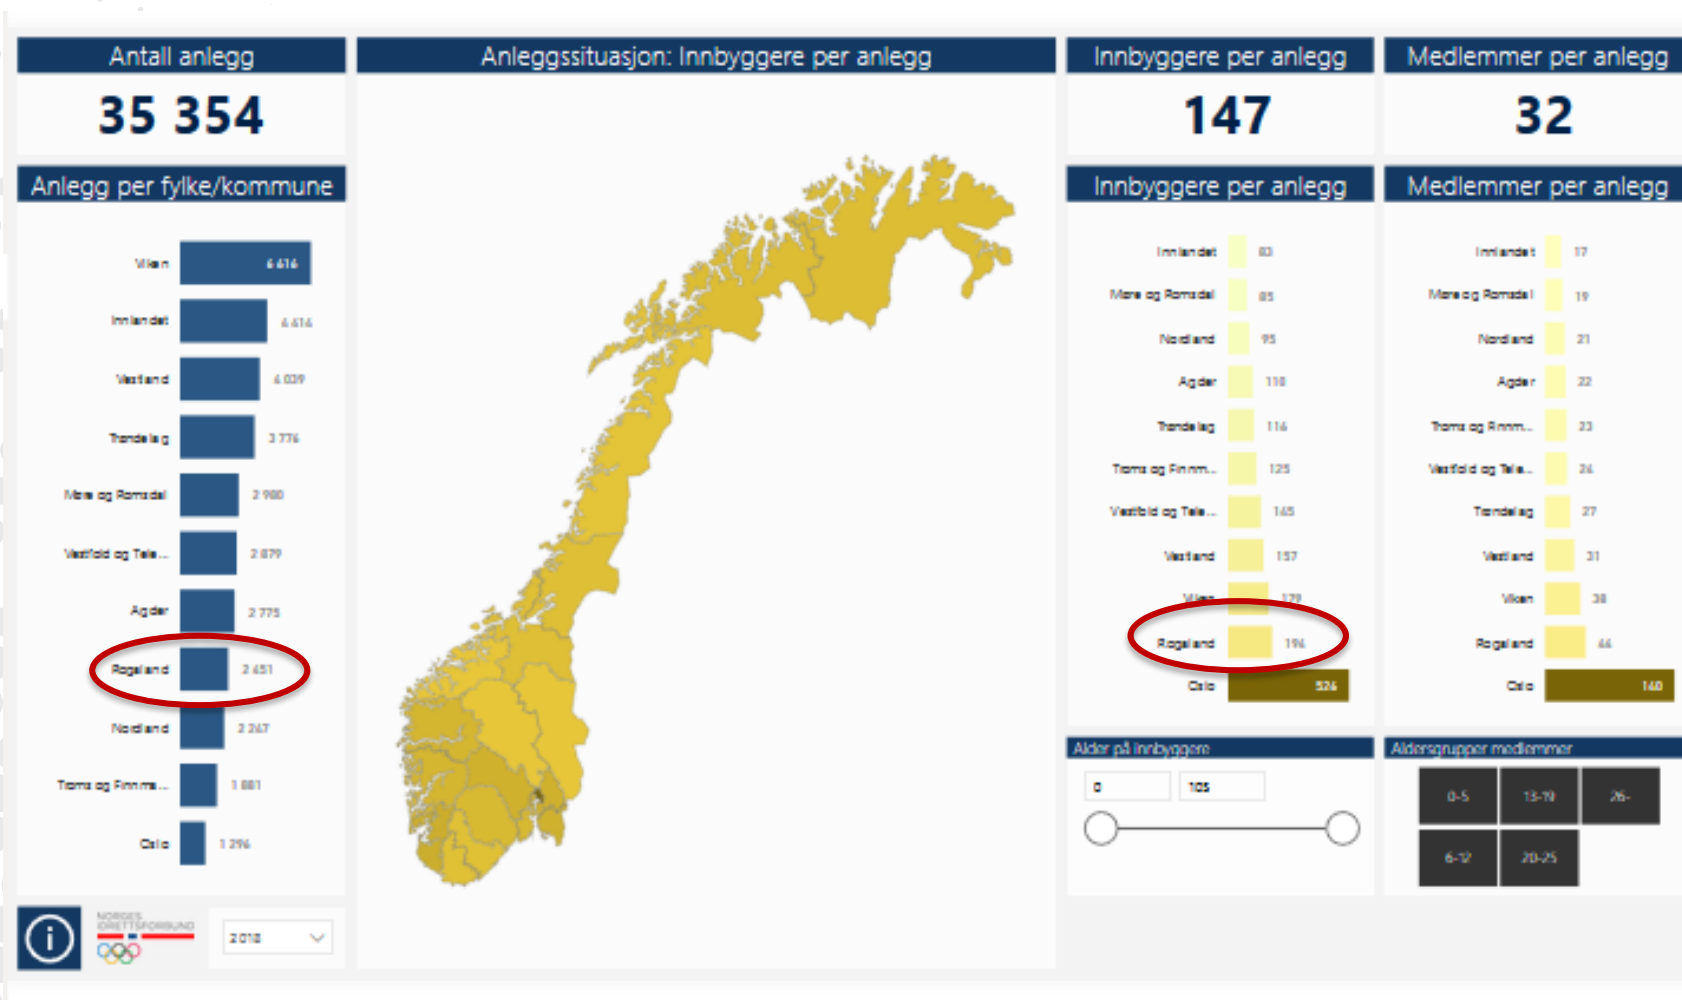 Antall anlegg
35 354
Anleggssituasjon: Innbyggere per anlegg
Innbyggere per anlegg
147
Medlemmer per anlegg
32
Anlegg per fylke/kommune
Viken 6 616
Innlandet 4 414
Vestland 4 039
Trøndelag 3 776
Møre og Romsdal 2 980
Vestfold og Tele... 2 879
Agder 2 775
Rogaland 2 451
Nordland 2 247
Troms og Finnma... 1 881
Oslo 1 296
Innbyggere per anlegg
Innlandet 83
Møre og Romsdal 85
Nordland 95
Agder 110
Trøndelag 116
Troms og Finnm... 125
Vestfold og Tele... 145
Vestland 157
Viken 179
Rogaland 194
Oslo 524
Medlemmer per anlegg
Innlandet 17
Møre og Romsdal 19
Nordland 21
Agder 22
Troms og Finnm... 23
Vestfold og Tele... 24
Trøndelag 27
Vestland 31
Viken 38
Rogaland 44
Oslo 140
Alder på innbyggere
0 105
Aldersgrupper medlemmer
0-5 13-19 26-
6-12 20-25
i
NORGES
IDRETTSFORBUND
2018